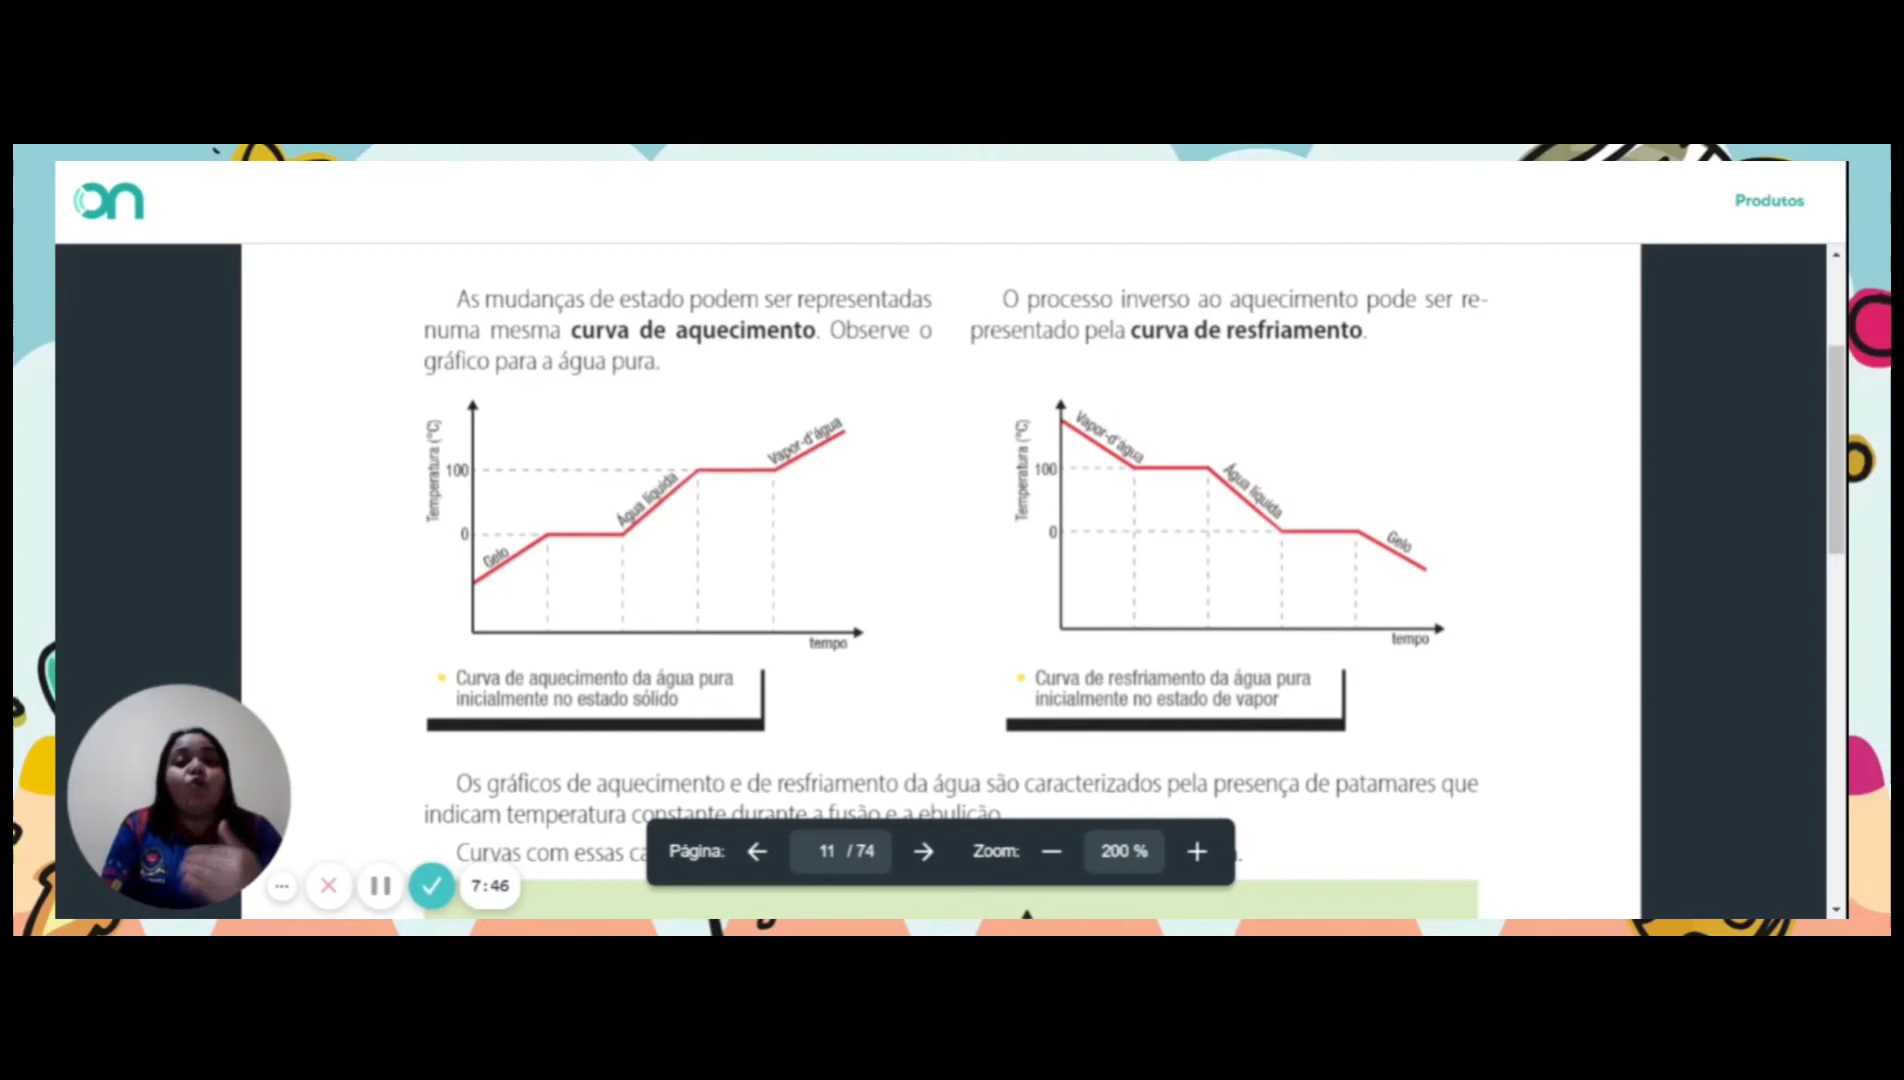 on
Produtos
As mudanças de estado podem ser representadas
numa mesma curva de aquecimento. Observe o
gráfico para a água pura.
O processo inverso ao aquecimento pode ser re-
presentado pela curva de resfriamento.
Temperatura (°C)
100
0
Gelo
Água líquida
Vapor-d'água
tempo
Curva de aquecimento da água pura
inicialmente no estado sólido
Temperatura (°C)
100
0
Vapor-d'água
Água líquida
Gelo
tempo
Curva de resfriamento da água pura
inicialmente no estado de vapor
Os gráficos de aquecimento e de resfriamento da água são caracterizados pela presença de patamares que
indicam temperatura constante durante a fusão e a ebulição
Curvas com essas
Página: 11 / 74 Zoom: 200 %
7:46